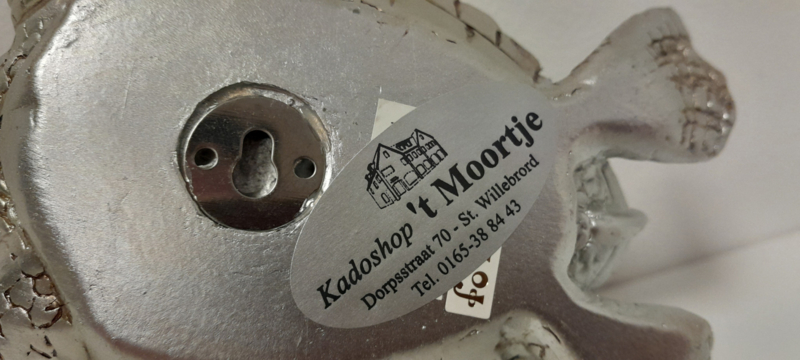 Kadoshop 't Moortje
Dorpsstraat 70 - St. Willebrord
Tel. 0165-38 84 43